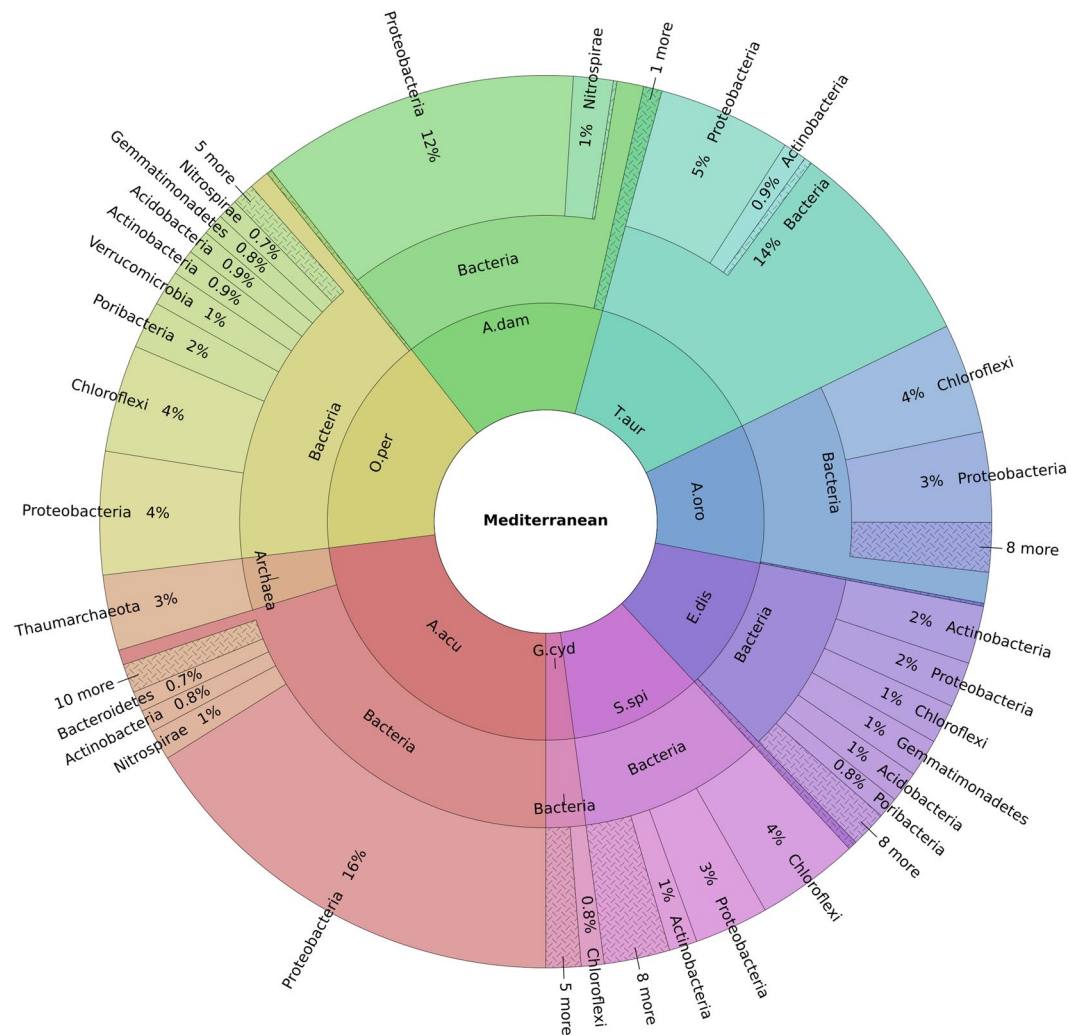 Mediterranean
A.dam
Bacteria
Proteobacteria 12%
1% Nitrospirae
1 more
T.aur
5% Proteobacteria
0.9% Actinobacteria
14% Bacteria
A.oro
Bacteria
4% Chloroflexi
3% Proteobacteria
8 more
E.dis
Bacteria
2% Actinobacteria
2% Proteobacteria
1% Chloroflexi
1% Gemmatimonadetes
1% Acidobacteria
0.8% Poribacteria
8 more
S.spi
Bacteria
4% Chloroflexi
3% Proteobacteria
1% Actinobacteria
8 more
G.cyd
Bacteria
0.8% Chloroflexi
5 more
A.acu
Bacteria
Proteobacteria 16%
Nitrospirae 1%
Actinobacteria 0.8%
Bacteroidetes 0.7%
10 more
Archaea
Thaumarchaeota 3%
O.per
Bacteria
Proteobacteria 4%
Chloroflexi 4%
Poribacteria 2%
Verrucomicrobia 1%
Actinobacteria 0.9%
Acidobacteria 0.9%
Gemmatimonadetes 0.8%
Nitrospirae 0.7%
5 more